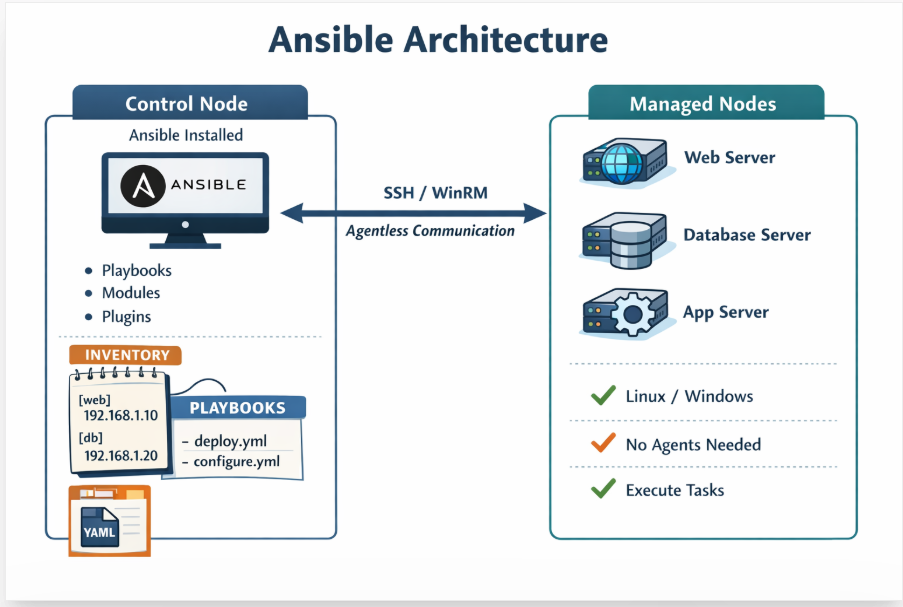 Ansible Architecture
Control Node
Ansible Installed
ANSIBLE
• Playbooks
• Modules
• Plugins
INVENTORY
[web]
192.168.1.10
[db]
192.168.1.20
PLAYBOOKS
– deploy.yml
– configure.yml
YAML
SSH / WinRM
Agentless Communication
Managed Nodes
Web Server
Database Server
App Server
Linux / Windows
No Agents Needed
Execute Tasks